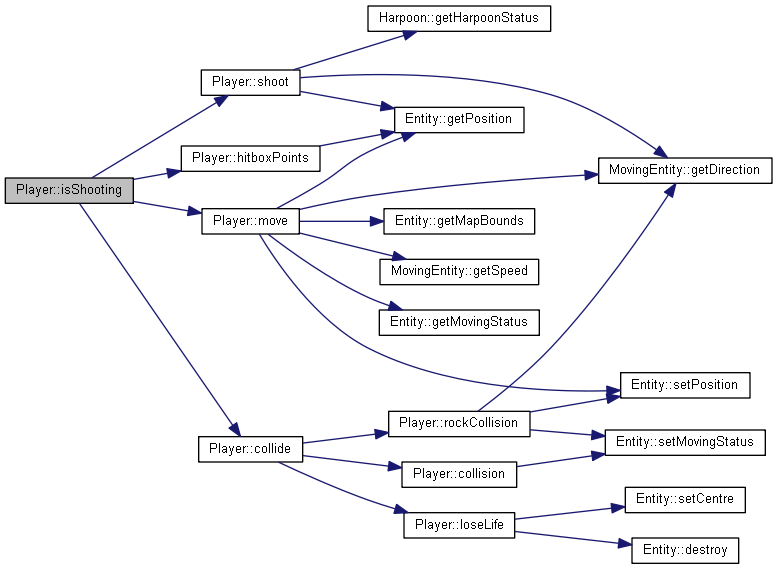 Harpoon::getHarpoonStatus
Player::shoot
Entity::getPosition
Player::hitboxPoints
MovingEntity::getDirection
Player::isShooting
Player::move
Entity::getMapBounds
MovingEntity::getSpeed
Entity::getMovingStatus
Entity::setPosition
Player::rockCollision
Entity::setMovingStatus
Player::collide
Player::collision
Entity::setCentre
Player::loseLife
Entity::destroy